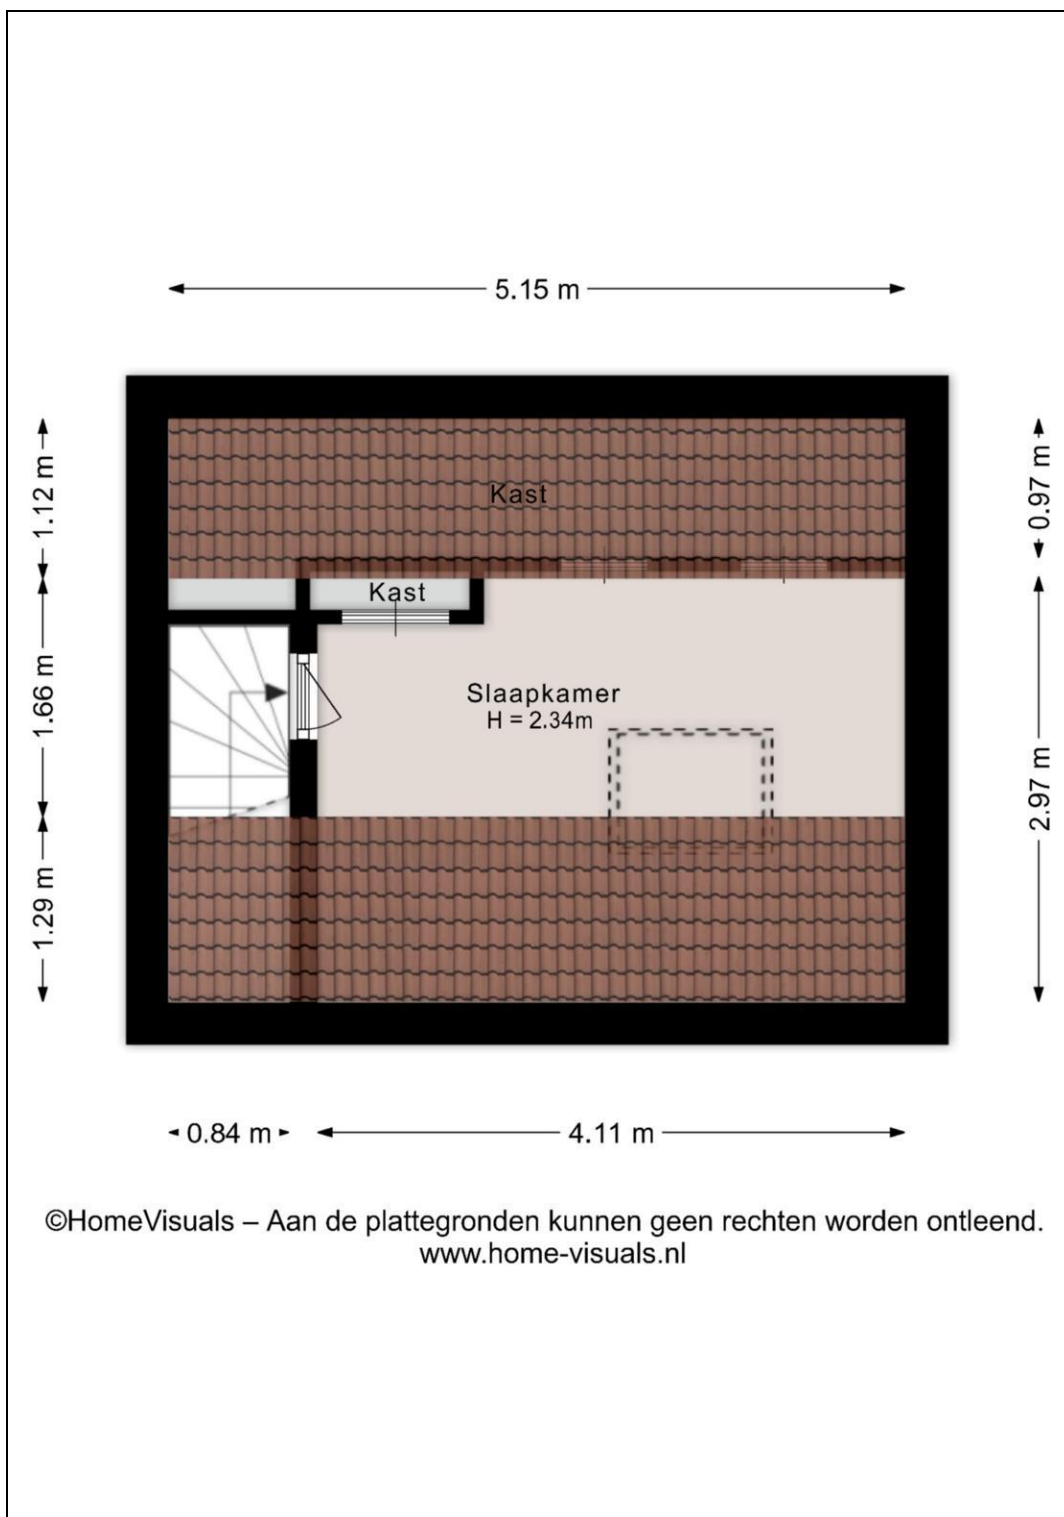 5.15 m
1.12 m
0.97 m
Kast
Kast
1.66 m
Slaapkamer
H = 2.34m
2.97 m
1.29 m
0.84 m
4.11 m
©HomeVisuals – Aan de plattegronden kunnen geen rechten worden ontleend.
www.home-visuals.nl